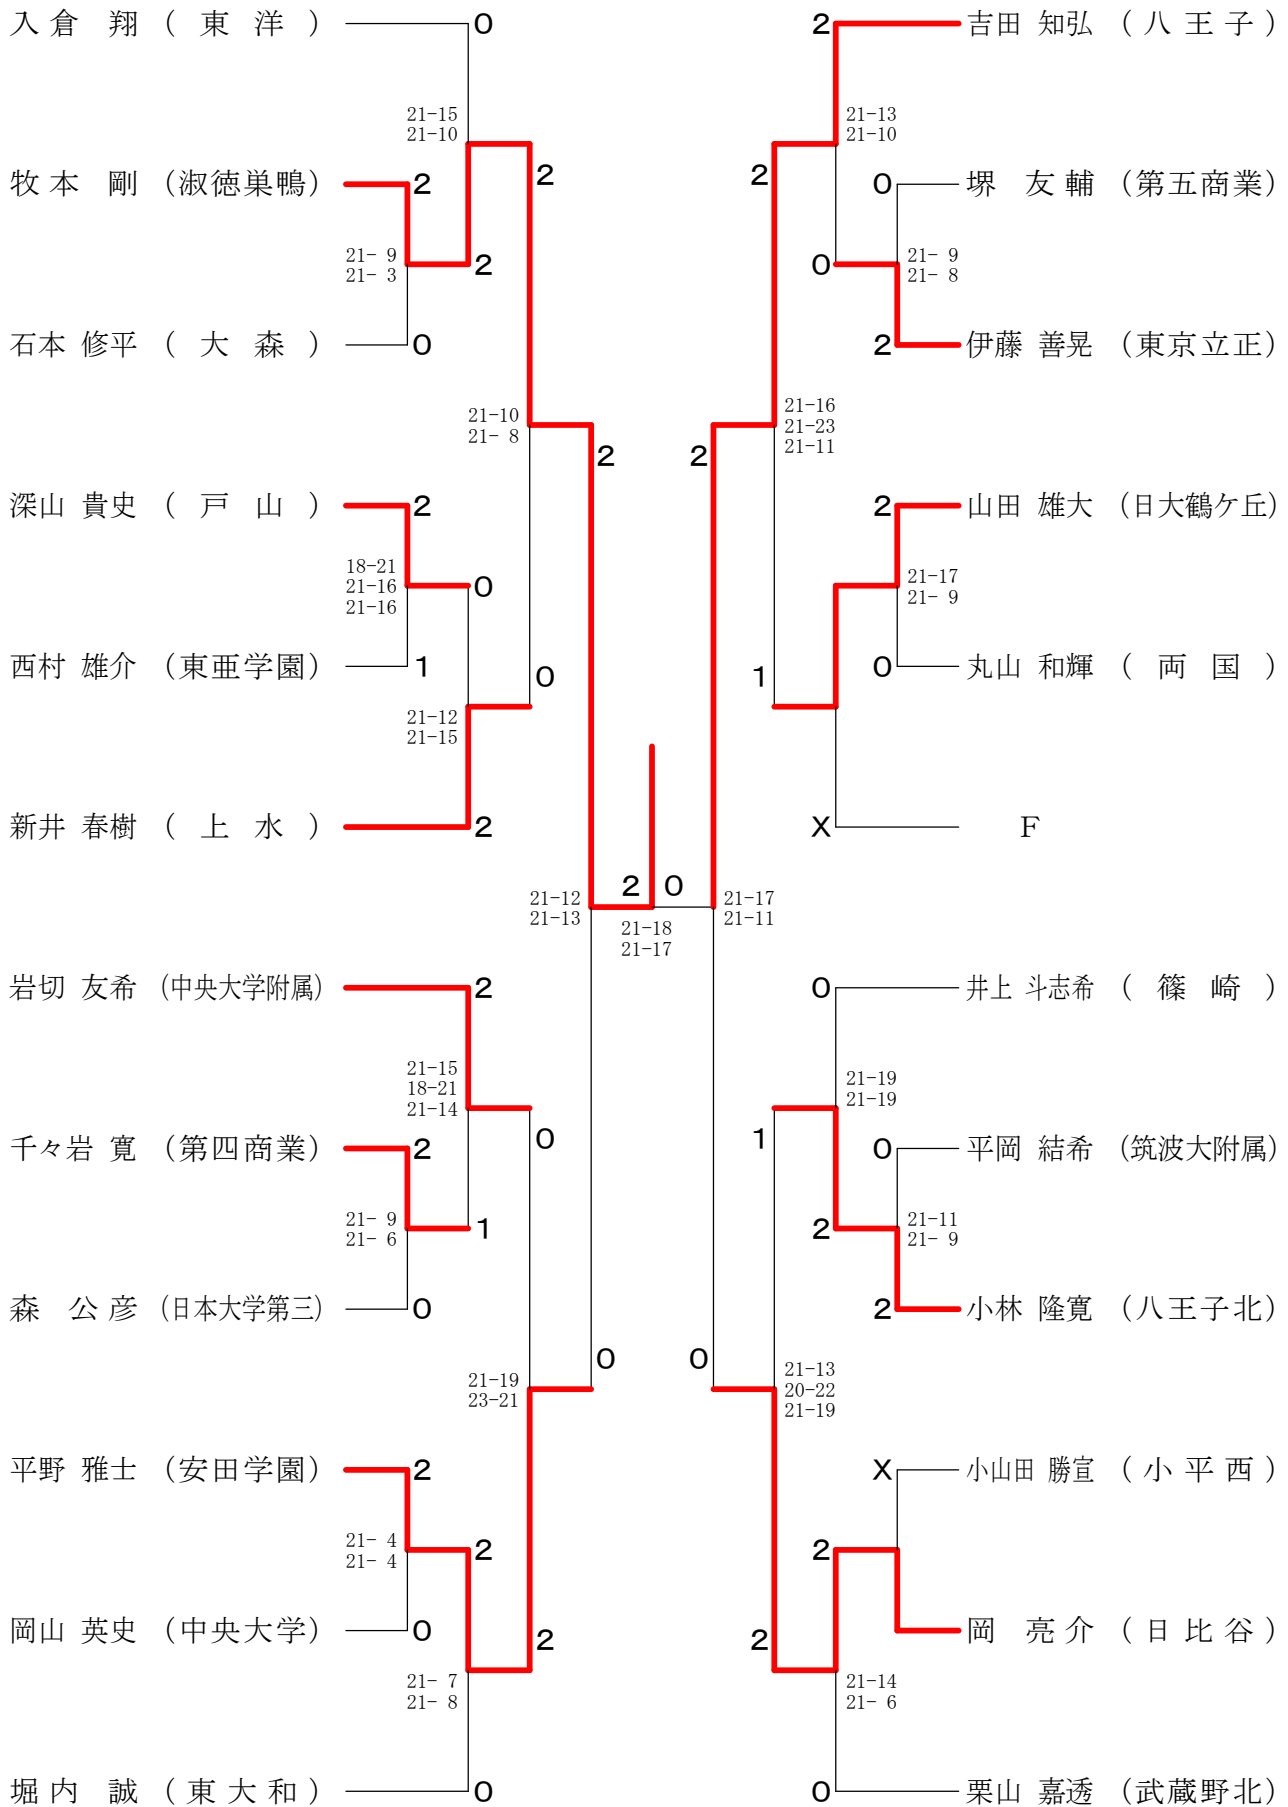 入倉 翔 ( 東 洋 ) 0
21-15
21-10
牧本 剛 (淑徳巣鴨) 2
2
21- 9
21- 3
2
石本 修平 ( 大 森 ) 0
21-10
21- 8
2
深山 貴史 ( 戸 山 ) 2
18-21
21-16
21-16
0
西村 雄介 (東亜学園) 1
0
21-12
21-15
新井 春樹 ( 上 水 ) 2
21-12
21-13
2 0
21-18
21-17
岩切 友希 (中央大学附属) 2
21-15
18-21
21-14
千々岩 寛 (第四商業) 2
0
21- 9
21- 6
1
森 公彦 (日本大学第三) 0
0
21-19
23-21
平野 雅士 (安田学園) 2
21- 4
21- 4
2
岡山 英史 (中央大学) 0
2
21- 7
21- 8
堀内 誠 (東大和) 0
2 吉田 知弘 (八王子)
21-13
21-10
2
0 堺 友輔 (第五商業)
0
21- 9
21- 8
2 伊藤 善晃 (東京立正)
21-16
21-23
21-11
2
2 山田 雄大 (日大鶴ケ丘)
21-17
21- 9
1
0 丸山 和輝 ( 両 国 )
X F
21-17
21-11
0 井上 斗志希 ( 篠 崎 )
21-19
21-19
1
0 平岡 結希 (筑波大附属)
2
21-11
21- 9
2 小林 隆寛 (八王子北)
0
21-13
20-22
21-19
X 小山田 勝宣 (小平西)
2
岡 亮介 (日比谷)
2
21-14
21- 6
0 栗山 嘉透 (武蔵野北)